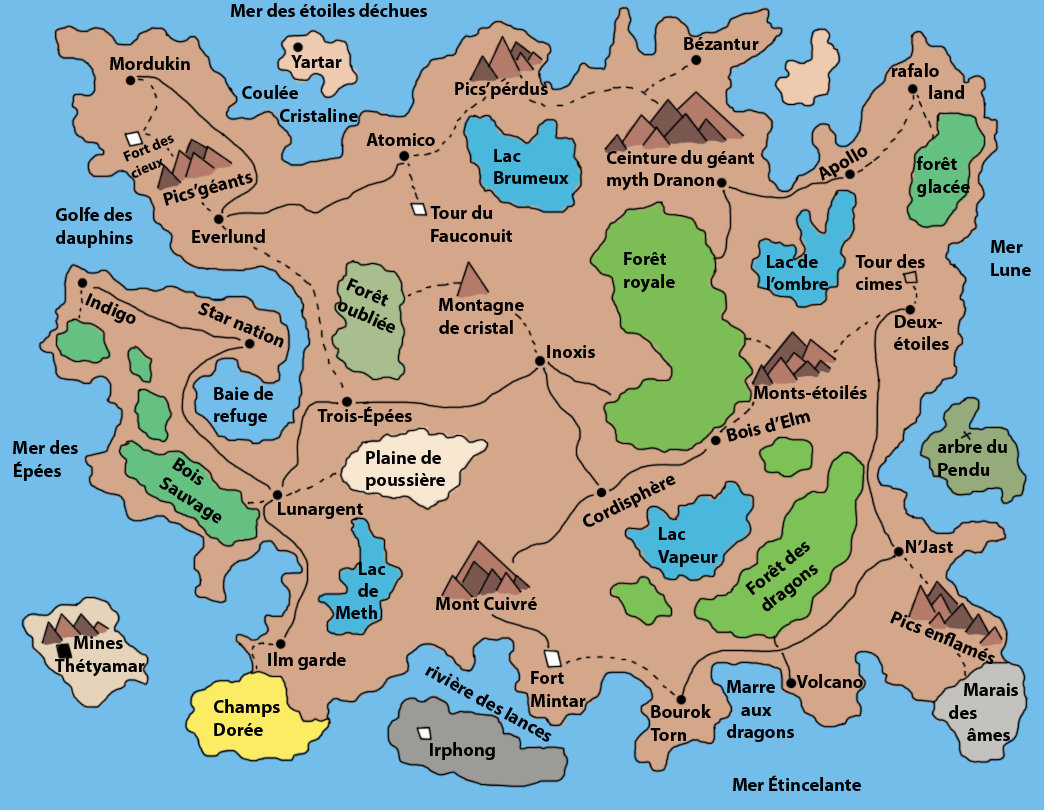 Mer des étoiles déchues
Mordukin
Yartar
Coulée
Cristaline
Pics'pérdus
Bézantur
rafalo
land
Fort des
cieux
Pics'géants
Atomico
Lac
Brumeux
Ceinture du géant
myth Dranon
Apollo
forêt
glacée
Golfe des
dauphins
Everlund
Tour du
Fauconuit
Mer
Lune
Forêt
royale
Lac de
l'ombre
Tour des
cimes
Indigo
Star nation
Forêt
oubliée
Montagne
de cristal
Deux-
étoiles
Inoxis
Baie de
refuge
Trois-Épées
Monts-étoilés
Bois d'Elm
Mer des
Épées
Bois
Sauvage
Plaine de
poussière
arbre du
Pendu
Lunargent
Cordisphère
Lac
Vapeur
N'Jast
Lac
de
Meth
Mont Cuivré
Forêt des
dragons
Pics enflamés
Mines
Thétyamar
Ilm garde
Champs
Dorée
rivière des lances
Fort
Mintar
Irphong
Bourok
Torn
Marre
aux
dragons
Volcano
Marais
des
âmes
Mer Étincelante